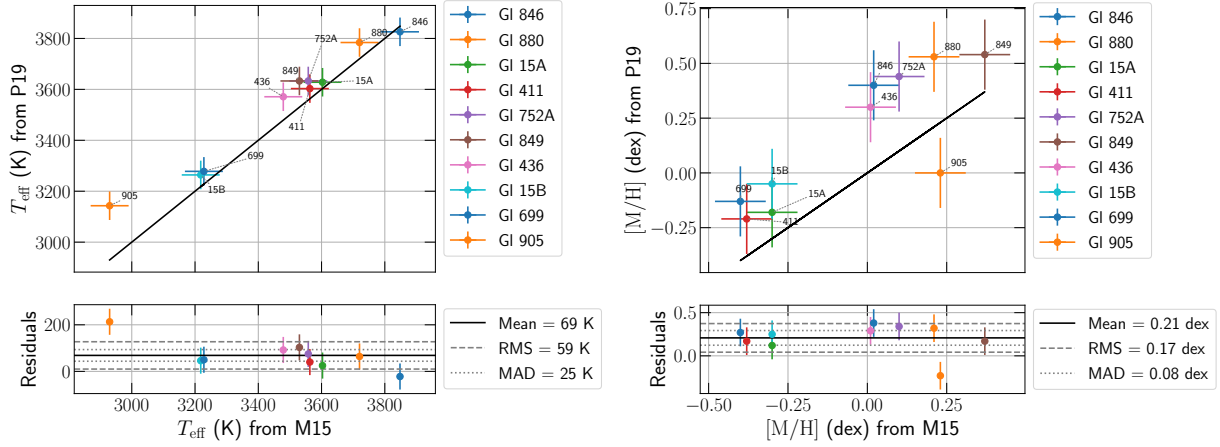 T_eff (K) from P19
3800
3600
3400
3200
3000
846
880
752A
849
436
15A
411
699
15B
905
Gl 846
Gl 880
Gl 15A
Gl 411
Gl 752A
Gl 849
Gl 436
Gl 15B
Gl 699
Gl 905
Residuals
200
0
3000 3200 3400 3600 3800
T_eff (K) from M15
Mean = 69 K
RMS = 59 K
MAD = 25 K
[M/H] (dex) from P19
0.75
0.50
0.25
0.00
−0.25
880
849
846
752A
436
905
15B
699
15A
411
Gl 846
Gl 880
Gl 15A
Gl 411
Gl 752A
Gl 849
Gl 436
Gl 15B
Gl 699
Gl 905
Residuals
0.5
0.0
−0.50 −0.25 0.00 0.25
[M/H] (dex) from M15
Mean = 0.21 dex
RMS = 0.17 dex
MAD = 0.08 dex